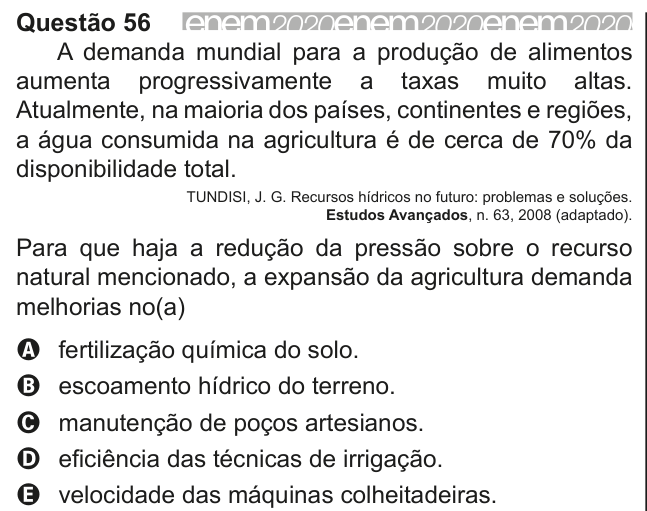 Questão 56 enem2020enem2020enem2020
A demanda mundial para a produção de alimentos
aumenta progressivamente a taxas muito altas.
Atualmente, na maioria dos países, continentes e regiões,
a água consumida na agricultura é de cerca de 70% da
disponibilidade total.
TUNDISI, J. G. Recursos hídricos no futuro: problemas e soluções.
Estudos Avançados, n. 63, 2008 (adaptado).
Para que haja a redução da pressão sobre o recurso
natural mencionado, a expansão da agricultura demanda
melhorias no(a)
A fertilização química do solo.
B escoamento hídrico do terreno.
C manutenção de poços artesianos.
D eficiência das técnicas de irrigação.
E velocidade das máquinas colheitadeiras.